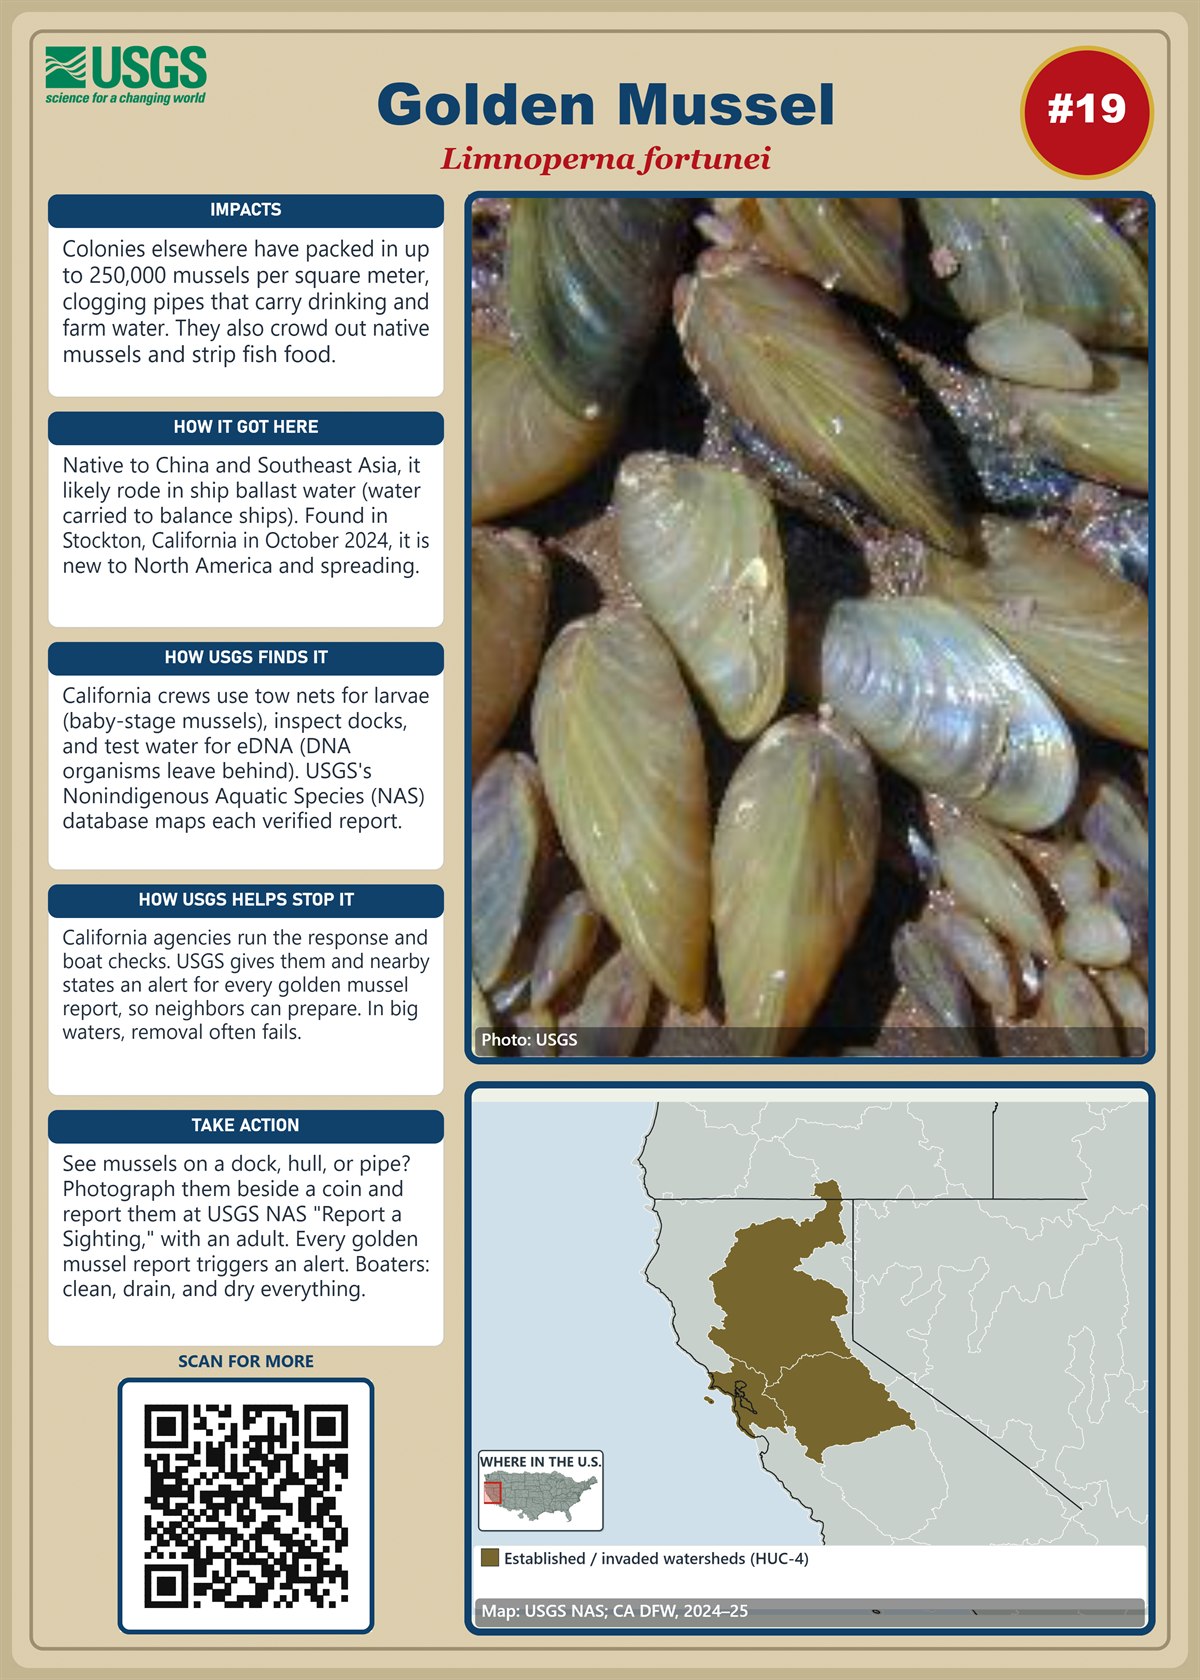 USGS
science for a changing world
Golden Mussel
Limnoperna fortunei
#19
IMPACTS
Colonies elsewhere have packed in up
to 250,000 mussels per square meter,
clogging pipes that carry drinking and
farm water. They also crowd out native
mussels and strip fish food.
HOW IT GOT HERE
Native to China and Southeast Asia, it
likely rode in ship ballast water (water
carried to balance ships). Found in
Stockton, California in October 2024, it is
new to North America and spreading.
HOW USGS FINDS IT
California crews use tow nets for larvae
(baby-stage mussels), inspect docks,
and test water for eDNA (DNA
organisms leave behind). USGS's
Nonindigenous Aquatic Species (NAS)
database maps each verified report.
HOW USGS HELPS STOP IT
California agencies run the response and
boat checks. USGS gives them and nearby
states an alert for every golden mussel
report, so neighbors can prepare. In big
waters, removal often fails.
TAKE ACTION
See mussels on a dock, hull, or pipe?
Photograph them beside a coin and
report them at USGS NAS "Report a
Sighting," with an adult. Every golden
mussel report triggers an alert. Boaters:
clean, drain, and dry everything.
SCAN FOR MORE
Photo: USGS
WHERE IN THE U.S.
Established / invaded watersheds (HUC-4)
Map: USGS NAS; CA DFW, 2024–25